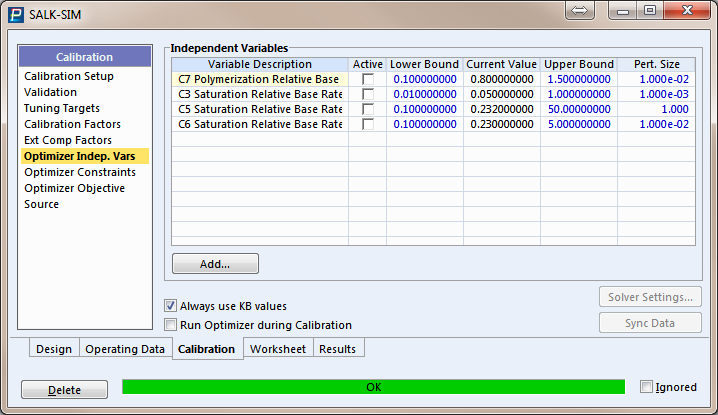 SALK-SIM
Calibration
Calibration Setup
Validation
Tuning Targets
Calibration Factors
Ext Comp Factors
Optimizer Indep. Vars
Optimizer Constraints
Optimizer Objective
Source
Independent Variables
Variable Description Active Lower Bound Current Value Upper Bound Pert. Size
C7 Polymerization Relative Base 0.100000000 0.800000000 1.500000000 1.000e-02
C3 Saturation Relative Base Rate 0.010000000 0.050000000 1.000000000 1.000e-03
C5 Saturation Relative Base Rate 0.100000000 0.232000000 50.00000000 1.000
C6 Saturation Relative Base Rate 0.100000000 0.230000000 5.000000000 1.000e-02
Add...
Always use KB values
Run Optimizer during Calibration
Solver Settings...
Sync Data
Design Operating Data Calibration Worksheet Results
Delete OK Ignored